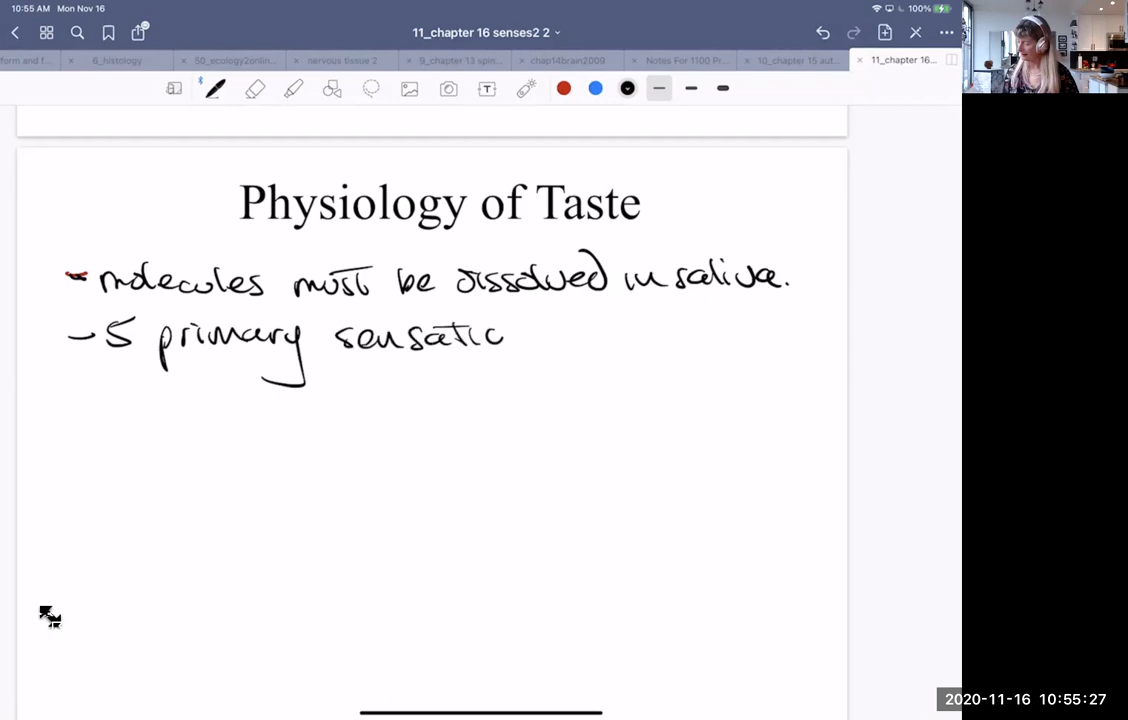 10:55 AM Mon Nov 16
100%
11_chapter 16 senses2 2
form and f...
6_histology
50_ecology2onlin...
nervous tissue 2
9_chapter 13 spin...
chap14brain2009
Notes For 1100 Pr...
10_chapter 15 aut...
11_chapter 16...
T
Physiology of Taste
- molecules must be dissolved in saliva.
- 5 primary sensatic
2020-11-16 10:55:27